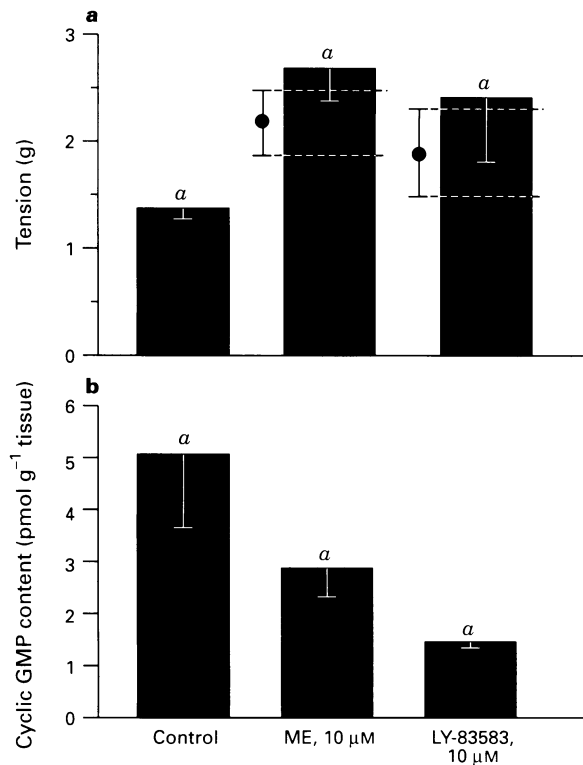 a
3
2
1
0
Tension (g)
a
a
a
b
6
5
4
3
2
1
0
Cyclic GMP content (pmol g⁻¹ tissue)
a
a
a
Control
ME, 10 μM
LY-83583,
10 μM